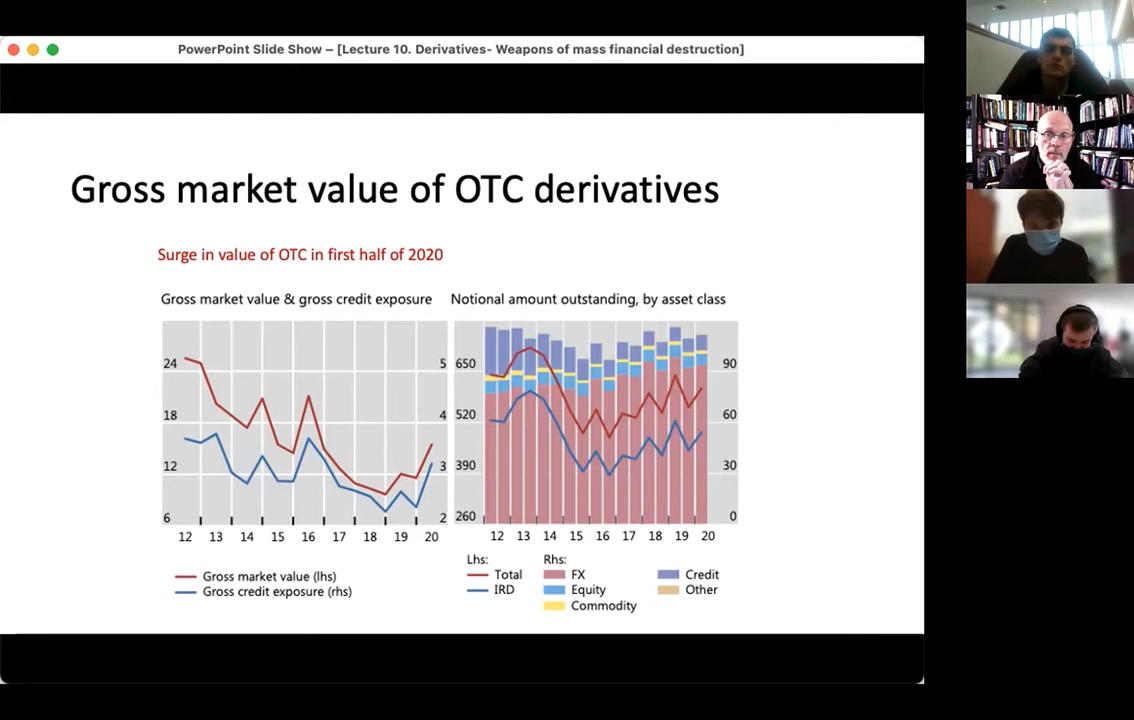 PowerPoint Slide Show – [Lecture 10. Derivatives- Weapons of mass financial destruction]
Gross market value of OTC derivatives
Surge in value of OTC in first half of 2020
Gross market value & gross credit exposure
24
18
12
6
5
4
3
2
12 13 14 15 16 17 18 19 20
Gross market value (lhs)
Gross credit exposure (rhs)
Notional amount outstanding, by asset class
650
520
390
260
90
60
30
0
12 13 14 15 16 17 18 19 20
Lhs:
Total
IRD
Rhs:
FX
Equity
Commodity
Credit
Other